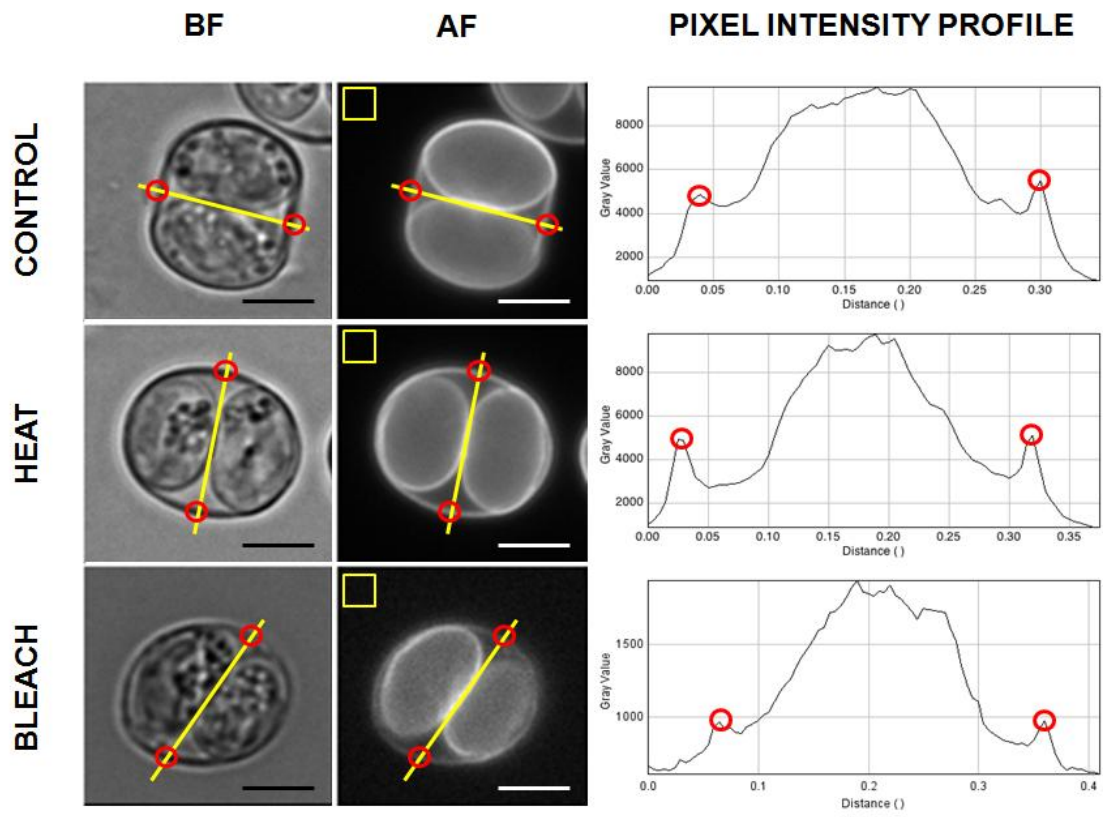 BF AF PIXEL INTENSITY PROFILE
CONTROL
Gray Value
8000
6000
4000
2000
0.00 0.05 0.10 0.15 0.20 0.25 0.30
Distance ( )
HEAT
Gray Value
8000
6000
4000
2000
0.00 0.05 0.10 0.15 0.20 0.25 0.30 0.35
Distance ( )
BLEACH
Gray Value
1500
1000
0.0 0.1 0.2 0.3 0.4
Distance ( )